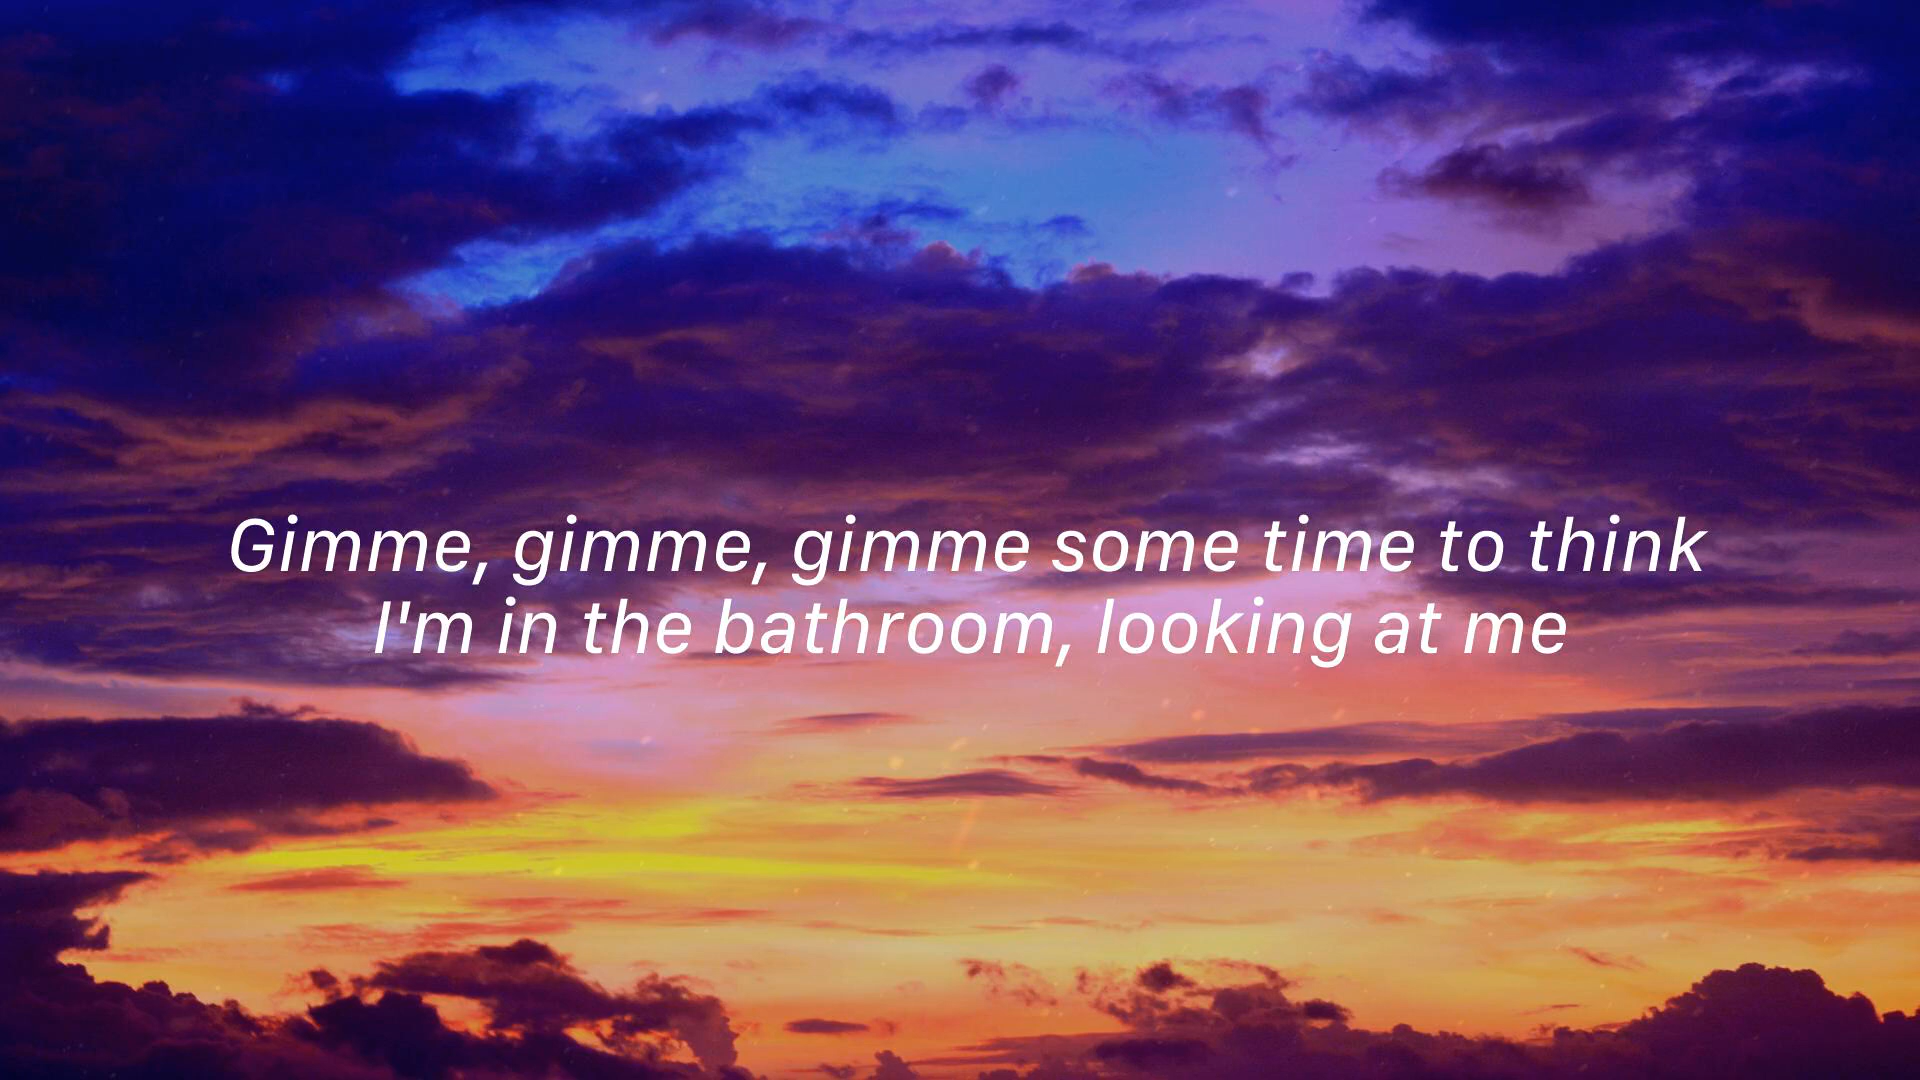 Gimme, gimme, gimme some time to think
I'm in the bathroom, looking at me